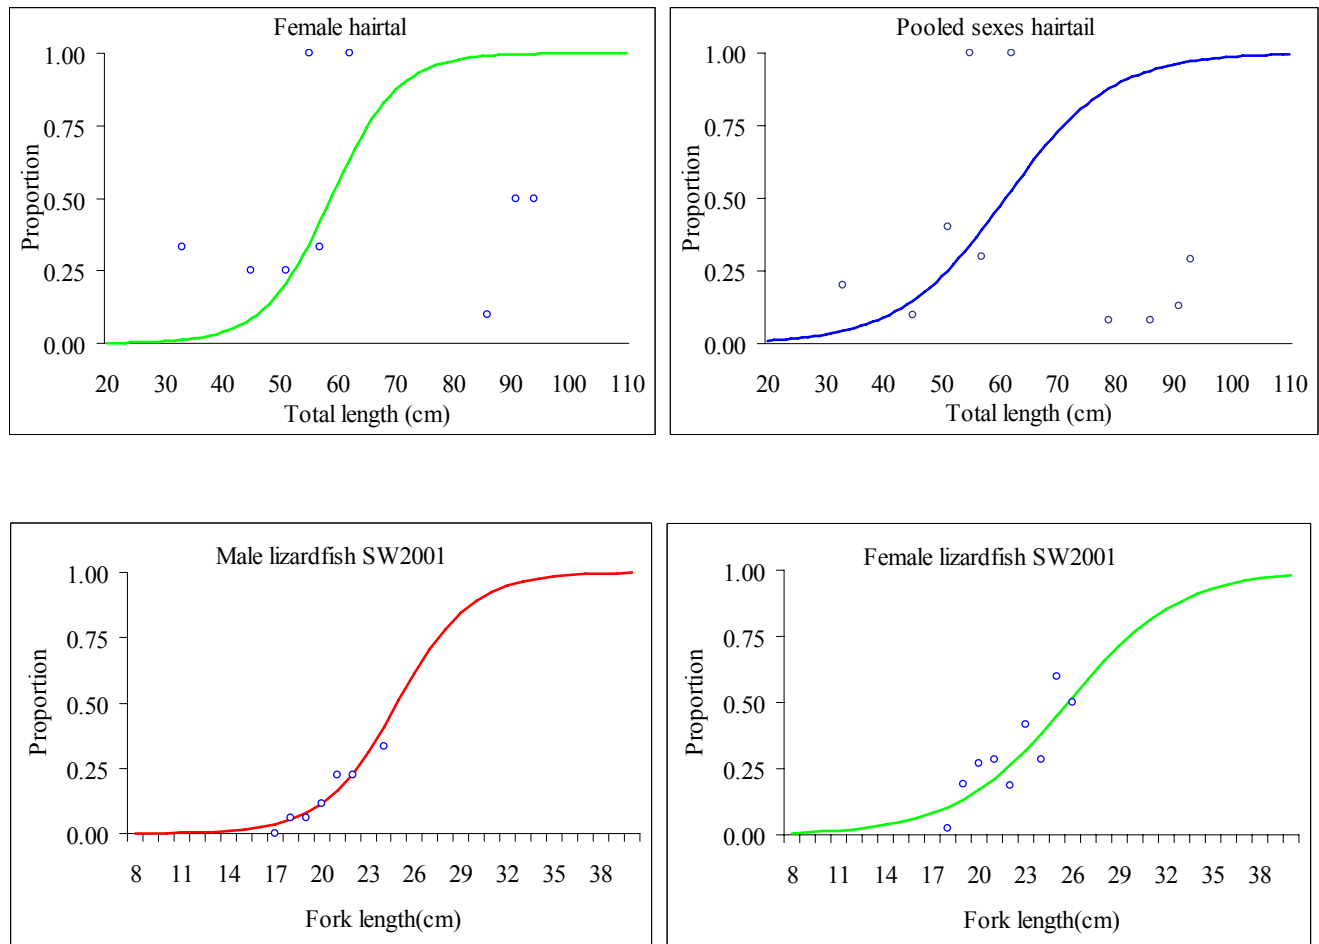 Female hairtal
1.00
0.75
0.50
0.25
0.00
Proportion
20 30 40 50 60 70 80 90 100 110
Total length (cm)
Pooled sexes hairtail
1.00
0.75
0.50
0.25
0.00
Proportion
20 30 40 50 60 70 80 90 100 110
Total length (cm)
Male lizardfish SW2001
1.00
0.75
0.50
0.25
0.00
Proportion
8 11 14 17 20 23 26 29 32 35 38
Fork length(cm)
Female lizardfish SW2001
1.00
0.75
0.50
0.25
0.00
Proportion
8 11 14 17 20 23 26 29 32 35 38
Fork length(cm)